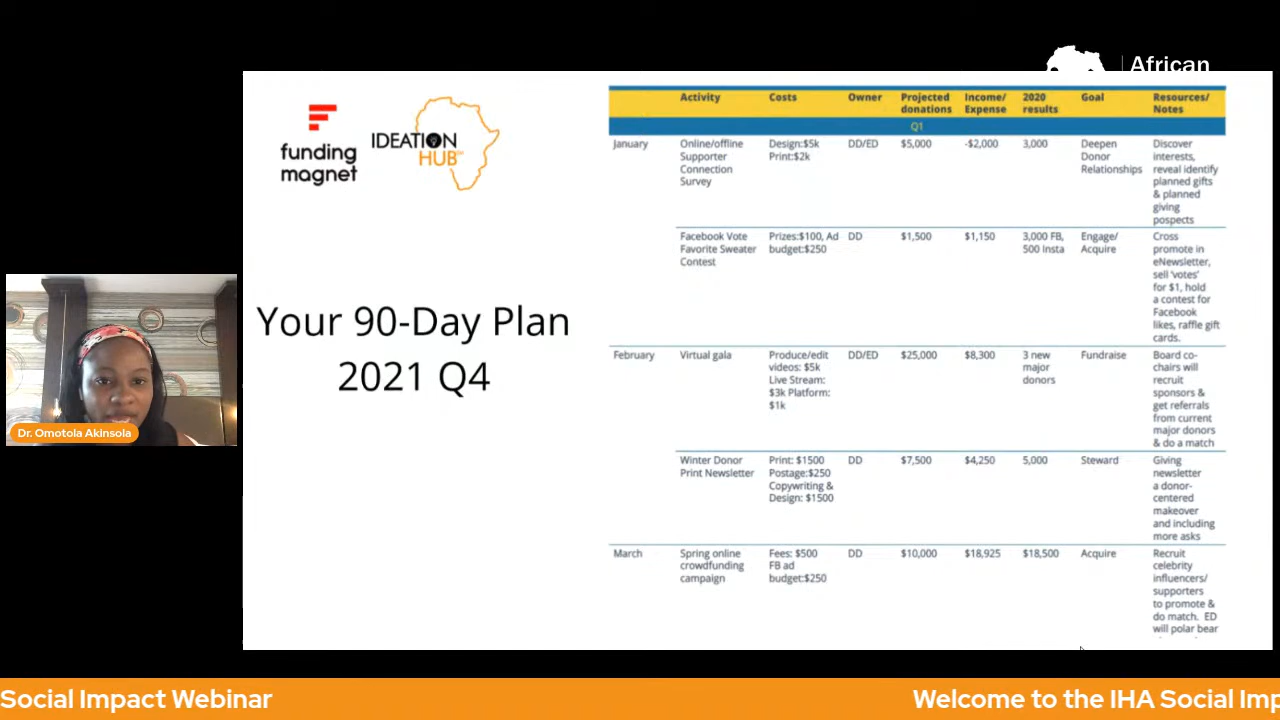 African
funding
magnet
IDEATION
HUB
Your 90-Day Plan
2021 Q4
Activity Costs Owner Projected donations Income/ Expense 2020 results Goal Resources/ Notes
Q1
January Online/offline Supporter Connection Survey Design:$5k Print:$2k DD/ED $5,000 -$2,000 3,000 Deepen Donor Relationships Discover interests, reveal identify planned gifts & planned giving pospects
Facebook Vote Favorite Sweater Contest Prizes:$100, Ad budget:$250 DD $1,500 $1,150 3,000 FB, 500 Insta Engage/ Acquire Cross promote in eNewsletter, sell 'votes' for $1, hold a contest for Facebook likes, raffle gift cards.
February Virtual gala Produce/edit videos: $5k Live Stream: $3k Platform: $1k DD/ED $25,000 $8,300 3 new major donors Fundraise Board co-chairs will recruit sponsors & get referrals from current major donors & do a match
Winter Donor Print Newsletter Print: $1500 Postage:$250 Copywriting & Design: $1500 DD $7,500 $4,250 5,000 Steward Giving newsletter a donor-centered makeover and including more asks
March Spring online crowdfunding campaign Fees: $500 FB ad budget:$250 DD $10,000 $18,925 $18,500 Acquire Recruit celebrity influencers/ supporters to promote & do match. ED will polar bear
Dr. Omotola Akinsola
Social Impact Webinar
Welcome to the IHA Social Imp